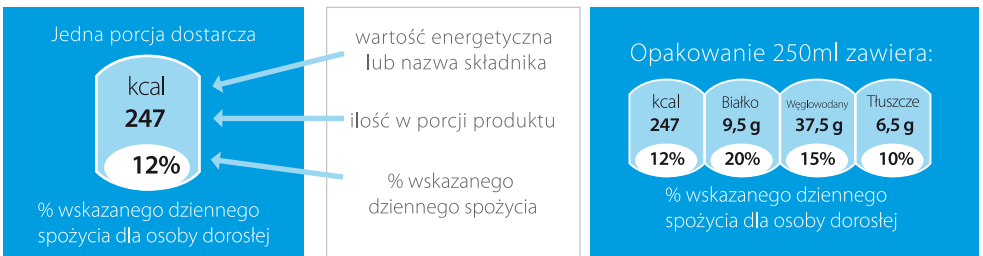 Jedna porcja dostarcza
kcal
247
12%
% wskazanego dziennego
spożycia dla osoby dorosłej
wartość energetyczna
lub nazwa składnika
ilość w porcji produktu
% wskazanego
dziennego spożycia
Opakowanie 250ml zawiera:
kcal
247
12%
Białko
9,5 g
20%
Węglowodany
37,5 g
15%
Tłuszcze
6,5 g
10%
% wskazanego dziennego
spożycia dla osoby dorosłej